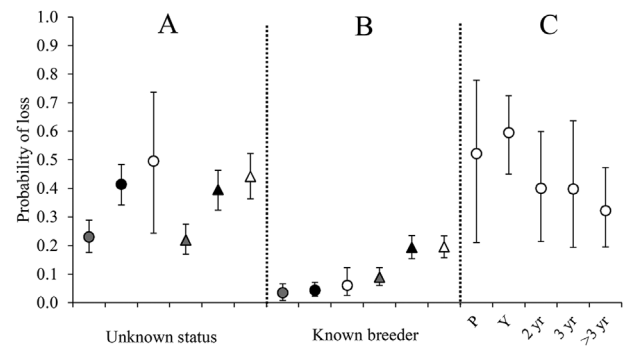 A B C
Probability of loss
1.0
0.9
0.8
0.7
0.6
0.5
0.4
0.3
0.2
0.1
0.0
P Y 2 yr 3 yr >3 yr
Unknown status Known breeder